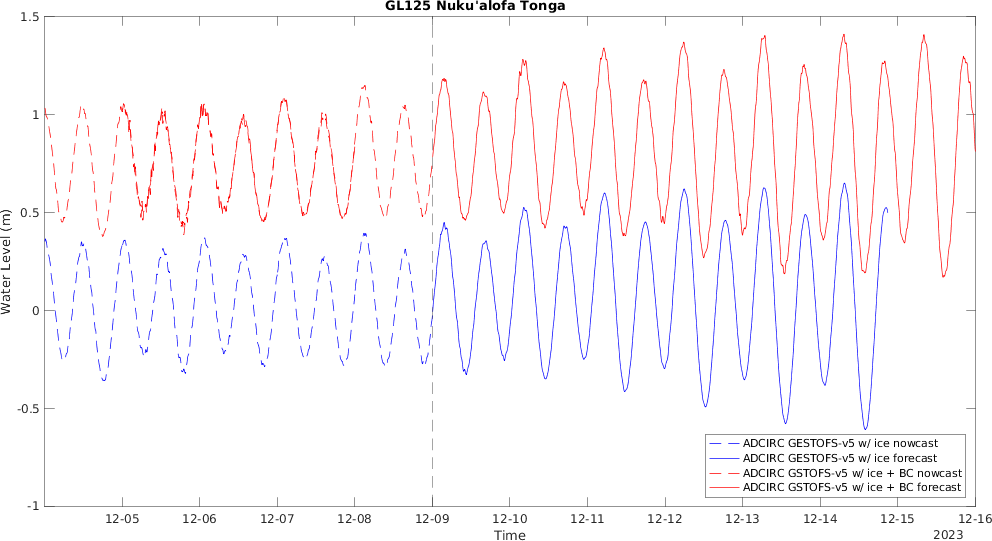 GL125 Nuku'alofa Tonga
1.5
1
0.5
0
-0.5
-1
Water Level (m)
ADCIRC GESTOFS-v5 w/ ice nowcast
ADCIRC GESTOFS-v5 w/ ice forecast
ADCIRC GSTOFS-v5 w/ ice + BC nowcast
ADCIRC GSTOFS-v5 w/ ice + BC forecast
12-05 12-06 12-07 12-08 12-09 12-10 12-11 12-12 12-13 12-14 12-15 12-16
Time
2023